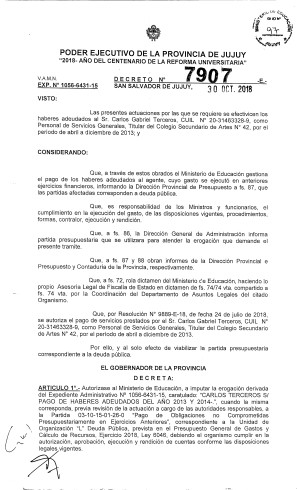 PODER EJECUTIVO DE LA PROVINCIA DE JUJUY
"2018- AÑO DEL CENTENARIO DE LA REFORMA UNIVERSITARIA"
97
V.A.M.N.
DECRETO N° 7907 -E-
EXP. N° 1056-6431-15
SAN SALVADOR DE JUJUY, 30 OCT. 2018
VISTO:
Las presentes actuaciones por las que se requiere se efectivicen los
haberes adeudados al Sr. Carlos Gabriel Terceros, CUIL N° 20-31463328-9, como
Personal de Servicios Generales, Titular del Colegio Secundario de Artes N° 42, por el período
de abril a diciembre de 2013; y
CONSIDERANDO:
Que, a través de estos obrados el Ministerio de Educación gestiona
el pago de los haberes adeudados al agente, cuyo gasto se ejecutó en anteriores
ejercicios financieros, informando la Dirección Provincial de Presupuesto a fs. 87, que
las partidas afectadas corresponden a deuda pública.
Que, es responsabilidad de los Ministros y funcionarios, el
cumplimiento en la ejecución del gasto, de las disposiciones vigentes, procedimientos,
formas, contralor, ejecución y rendición.
Que, a fs. 86, la Dirección General de Administración informa
partida presupuestaria que se utilizara para atender la erogación que demande el
presente tramite.
Que, a fs. 87 y 88 obran informes de la Dirección Provincial de
Presupuesto y Contaduría de la Provincia, respectivamente.
Que, a fs. 72, rola dictamen del Ministerio de Educación, haciendo lo
propio Asesoría Legal de Fiscalía de Estado en dictamen de fs. 74/74 vta. compartido a
fs. 74 vta. por la Coordinación del Departamento de Asuntos Legales del citado
Organismo.
Que, por Resolución N° 9889-E-18, de fecha 24 de julio de 2018,
se autoriza el pago de servicios prestados por el Sr. Carlos Gabriel Terceros, CUIL N°
20-31463328-9, como Personal de Servicios Generales, Titular del Colegio Secundario
de Artes N° 42, por el período de abril a diciembre de 2013.
Por ello, y al solo efecto de viabilizar la partida presupuestaria
correspondiente a la deuda pública.
EL GOBERNADOR DE LA PROVINCIA
DECRETA:
ARTICULO 1°.- Autorizase al Ministerio de Educación, a imputar la erogación derivada
del Expediente Administrativo N° 1056-6431-15, caratulado: "CARLOS TERCEROS S/
PAGO DE HABERES ADEUDADOS DEL AÑO 2013 Y 2014-.", cuando la misma
corresponda, previa revisión de la actuación a cargo de las autoridades responsables, a
la Partida 03-10-15-01-26-0 "Pago de Obligaciones no Comprometidas
Presupuestariamente en Ejercicios Anteriores", correspondiente a la Unidad de
Organización "L" Deuda Pública, prevista en el Presupuesto General de Gastos y
Cálculo de Recursos, Ejercicio 2018, Ley 6046, debiendo el organismo cumplir en la
autorización, aprobación, ejecución y rendición de cuentas conforme las disposiciones
legales vigentes.